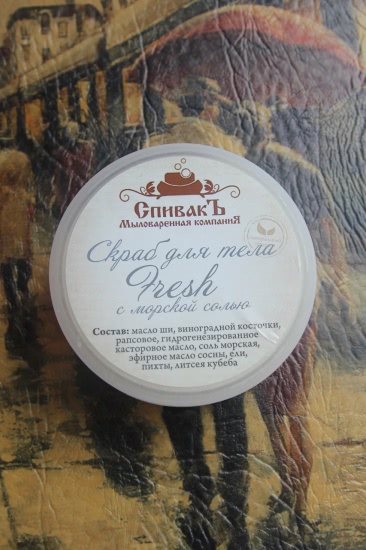 СпивакЪ
Мыловаренная компаниЯ
Скраб для тела
Fresh
с морской солью
Состав: масло ши, виноградной косточки,
рапсовое, гидрогенезированное
касторовое масло, соль морская,
эфирное масло сосны, ели,
пихты, литсея кубеба